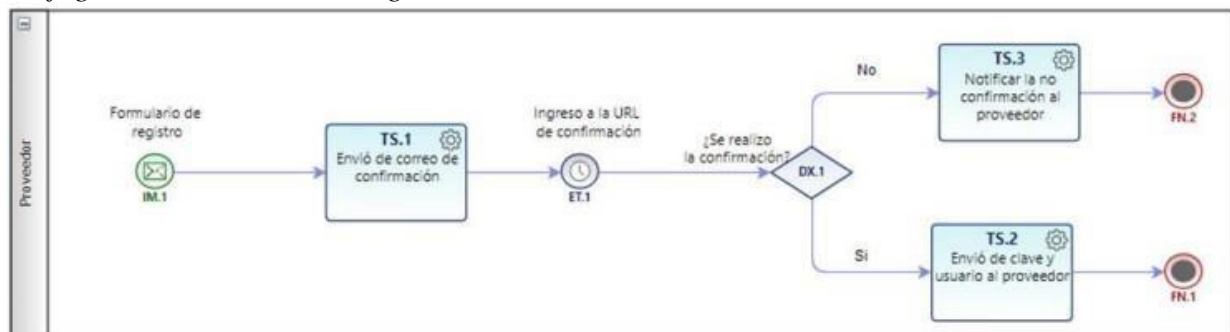 Proveedor
Formulario de
registro
IM.1
TS.1
Envió de correo de
confirmación
Ingreso a la URL
de confirmación
ET.1
¿Se realizo
la confirmación?
DX.1
No
TS.3
Notificar la no
confirmación al
proveedor
FN.2
Si
TS.2
Envió de clave y
usuario al proveedor
FN.1